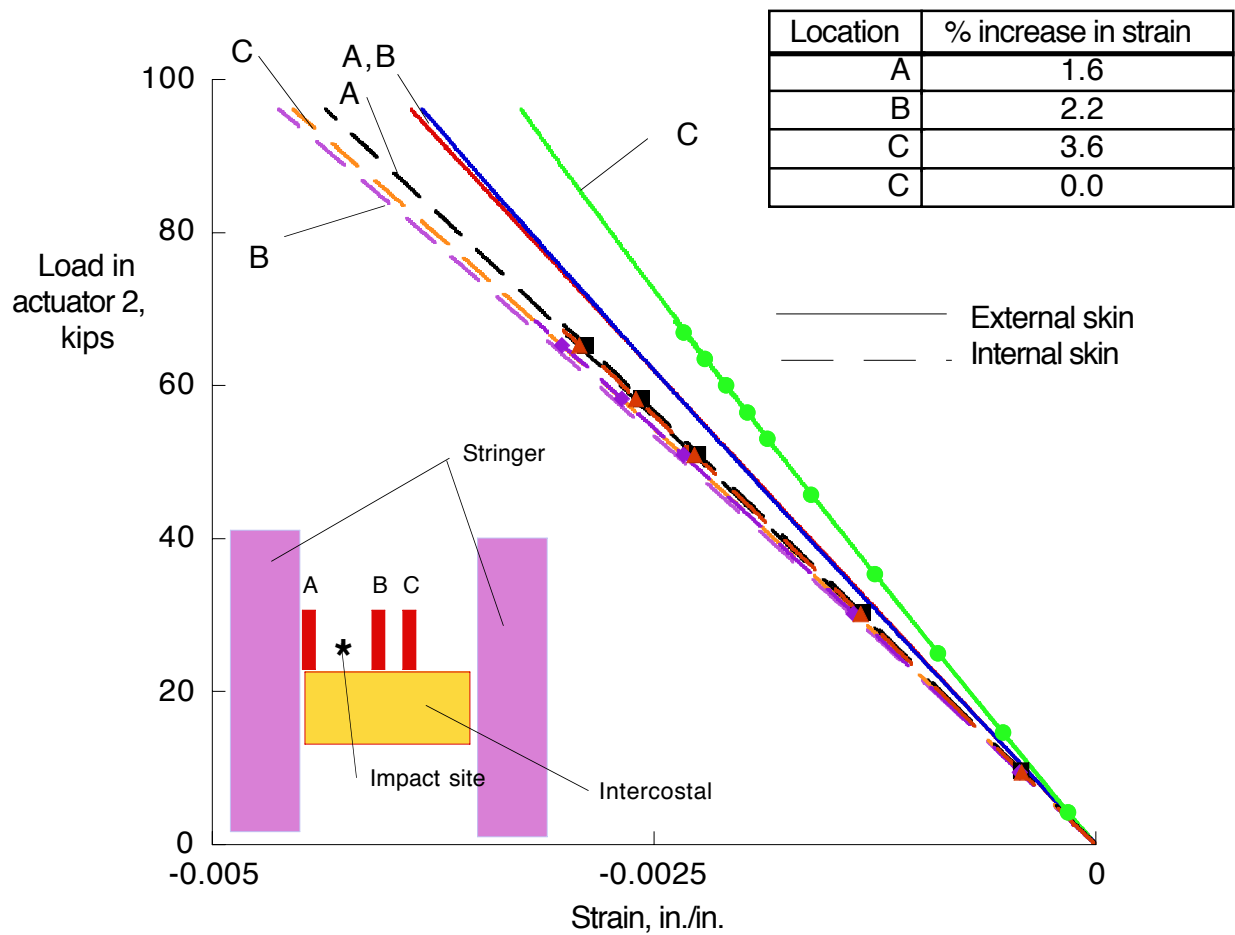 Location % increase in strain
A 1.6
B 2.2
C 3.6
C 0.0
C
A,B
A
C
B
100
80
60
40
20
0
Load in
actuator 2,
kips
External skin
Internal skin
Stringer
A B C
*
Impact site
Intercostal
-0.005 -0.0025 0
Strain, in./in.